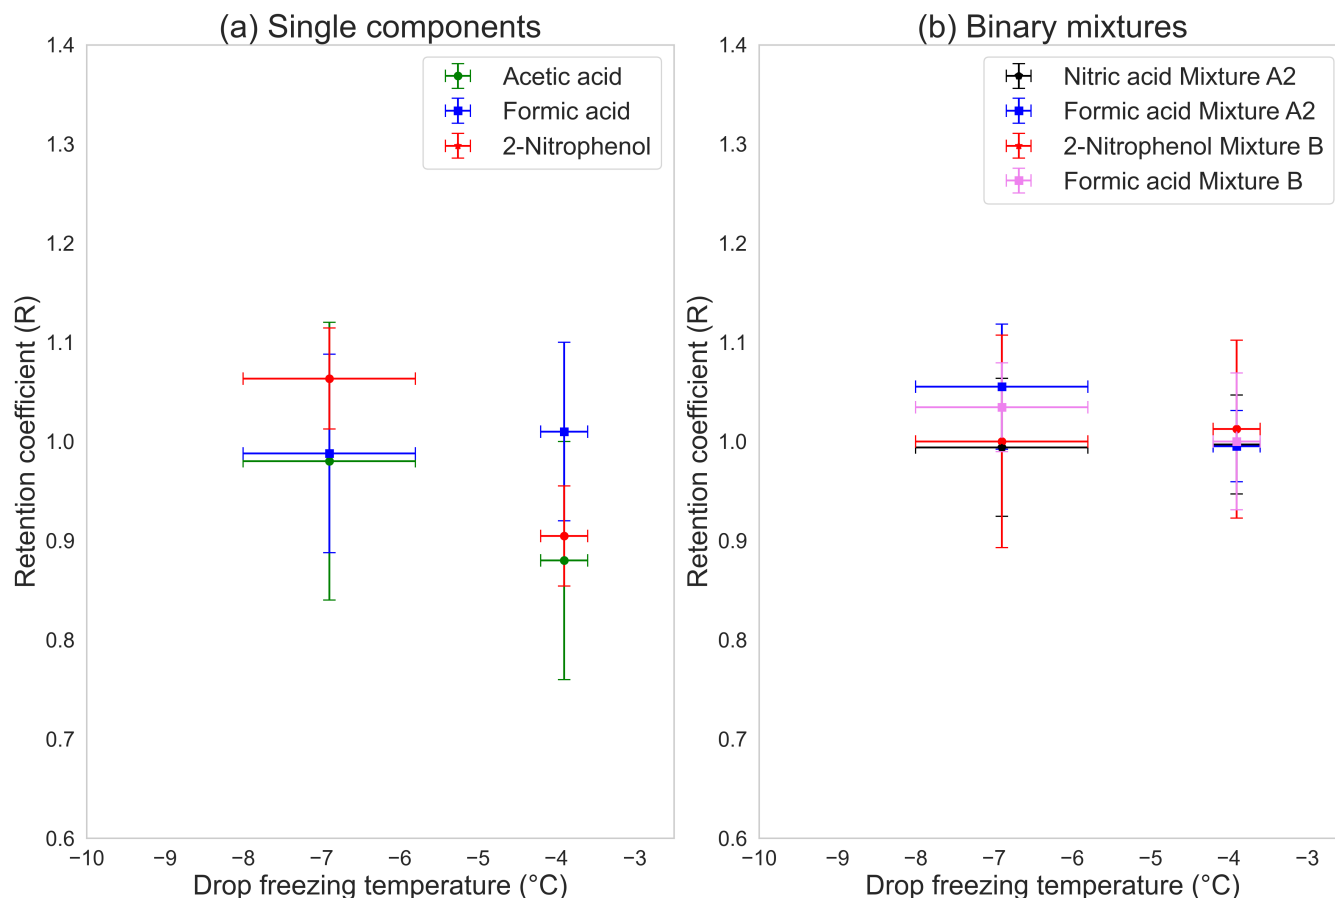 (a) Single components
1.4
1.3
1.2
1.1
1.0
0.9
0.8
0.7
0.6
Retention coefficient (R)
Acetic acid
Formic acid
2-Nitrophenol
−10 −9 −8 −7 −6 −5 −4 −3
Drop freezing temperature (°C)
(b) Binary mixtures
1.4
1.3
1.2
1.1
1.0
0.9
0.8
0.7
0.6
Retention coefficient (R)
Nitric acid Mixture A2
Formic acid Mixture A2
2-Nitrophenol Mixture B
Formic acid Mixture B
−10 −9 −8 −7 −6 −5 −4 −3
Drop freezing temperature (°C)